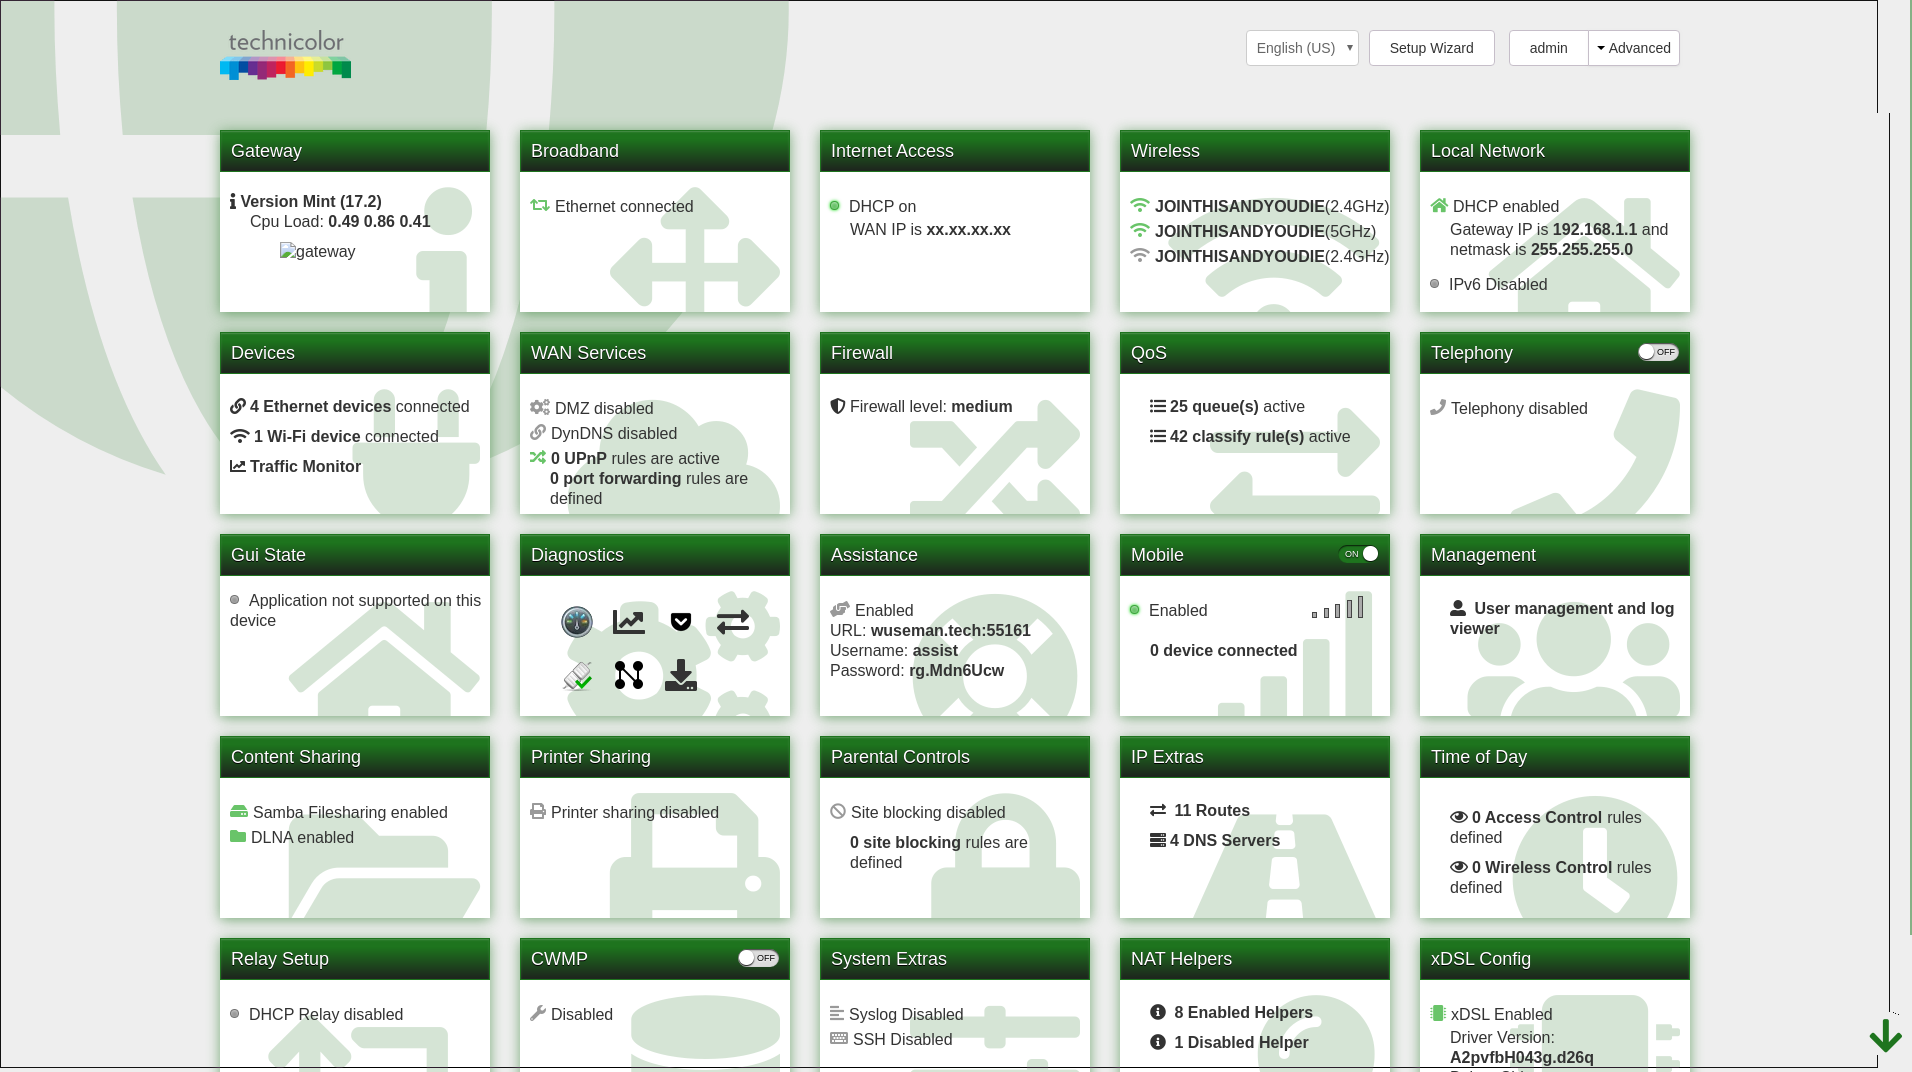 technicolor
English (US)
Setup Wizard
admin
Advanced
Gateway
Version Mint (17.2)
Cpu Load: 0.49 0.86 0.41
gateway
Broadband
Ethernet connected
Internet Access
DHCP on
WAN IP is xx.xx.xx.xx
Wireless
JOINTHISANDYOUDIE(2.4GHz)
JOINTHISANDYOUDIE(5GHz)
JOINTHISANDYOUDIE(2.4GHz)
Local Network
DHCP enabled
Gateway IP is 192.168.1.1 and
netmask is 255.255.255.0
IPv6 Disabled
Devices
4 Ethernet devices connected
1 Wi-Fi device connected
Traffic Monitor
WAN Services
DMZ disabled
DynDNS disabled
0 UPnP rules are active
0 port forwarding rules are
defined
Firewall
Firewall level: medium
QoS
25 queue(s) active
42 classify rule(s) active
Telephony
OFF
Telephony disabled
Gui State
Application not supported on this
device
Diagnostics
Assistance
Enabled
URL: wuseman.tech:55161
Username: assist
Password: rg.Mdn6Ucw
Mobile
ON
Enabled
0 device connected
Management
User management and log
viewer
Content Sharing
Samba Filesharing enabled
DLNA enabled
Printer Sharing
Printer sharing disabled
Parental Controls
Site blocking disabled
0 site blocking rules are
defined
IP Extras
11 Routes
4 DNS Servers
Time of Day
0 Access Control rules
defined
0 Wireless Control rules
defined
Relay Setup
DHCP Relay disabled
CWMP
OFF
Disabled
System Extras
Syslog Disabled
SSH Disabled
NAT Helpers
8 Enabled Helpers
1 Disabled Helper
xDSL Config
xDSL Enabled
Driver Version:
A2pvfbH043g.d26q